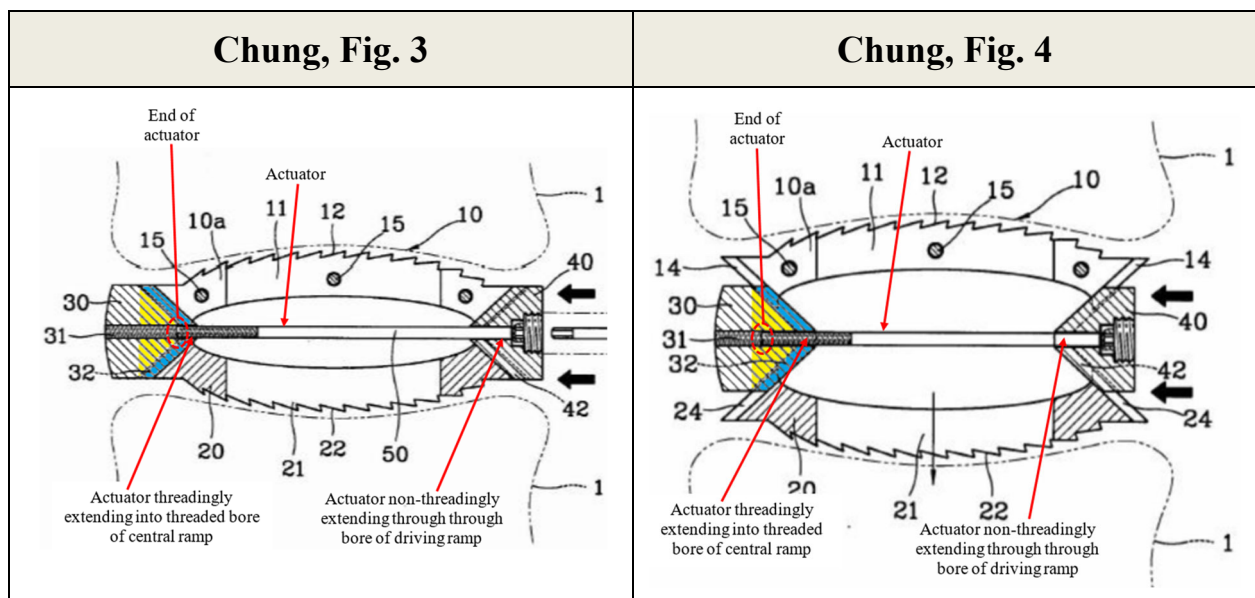 Chung, Fig. 3
Chung, Fig. 4
End of
actuator
Actuator
10a
11
12
15
10
15
1
40
30
31
32
42
20
21
22
50
1
Actuator threadingly
extending into threaded bore
of central ramp
Actuator non-threadingly
extending through through
bore of driving ramp
End of
actuator
Actuator
1
10a
11
12
10
15
15
14
14
30
40
31
42
32
24
24
20
21
22
Actuator threadingly
extending into threaded
bore of central ramp
Actuator non-threadingly
extending through through
bore of driving ramp
1